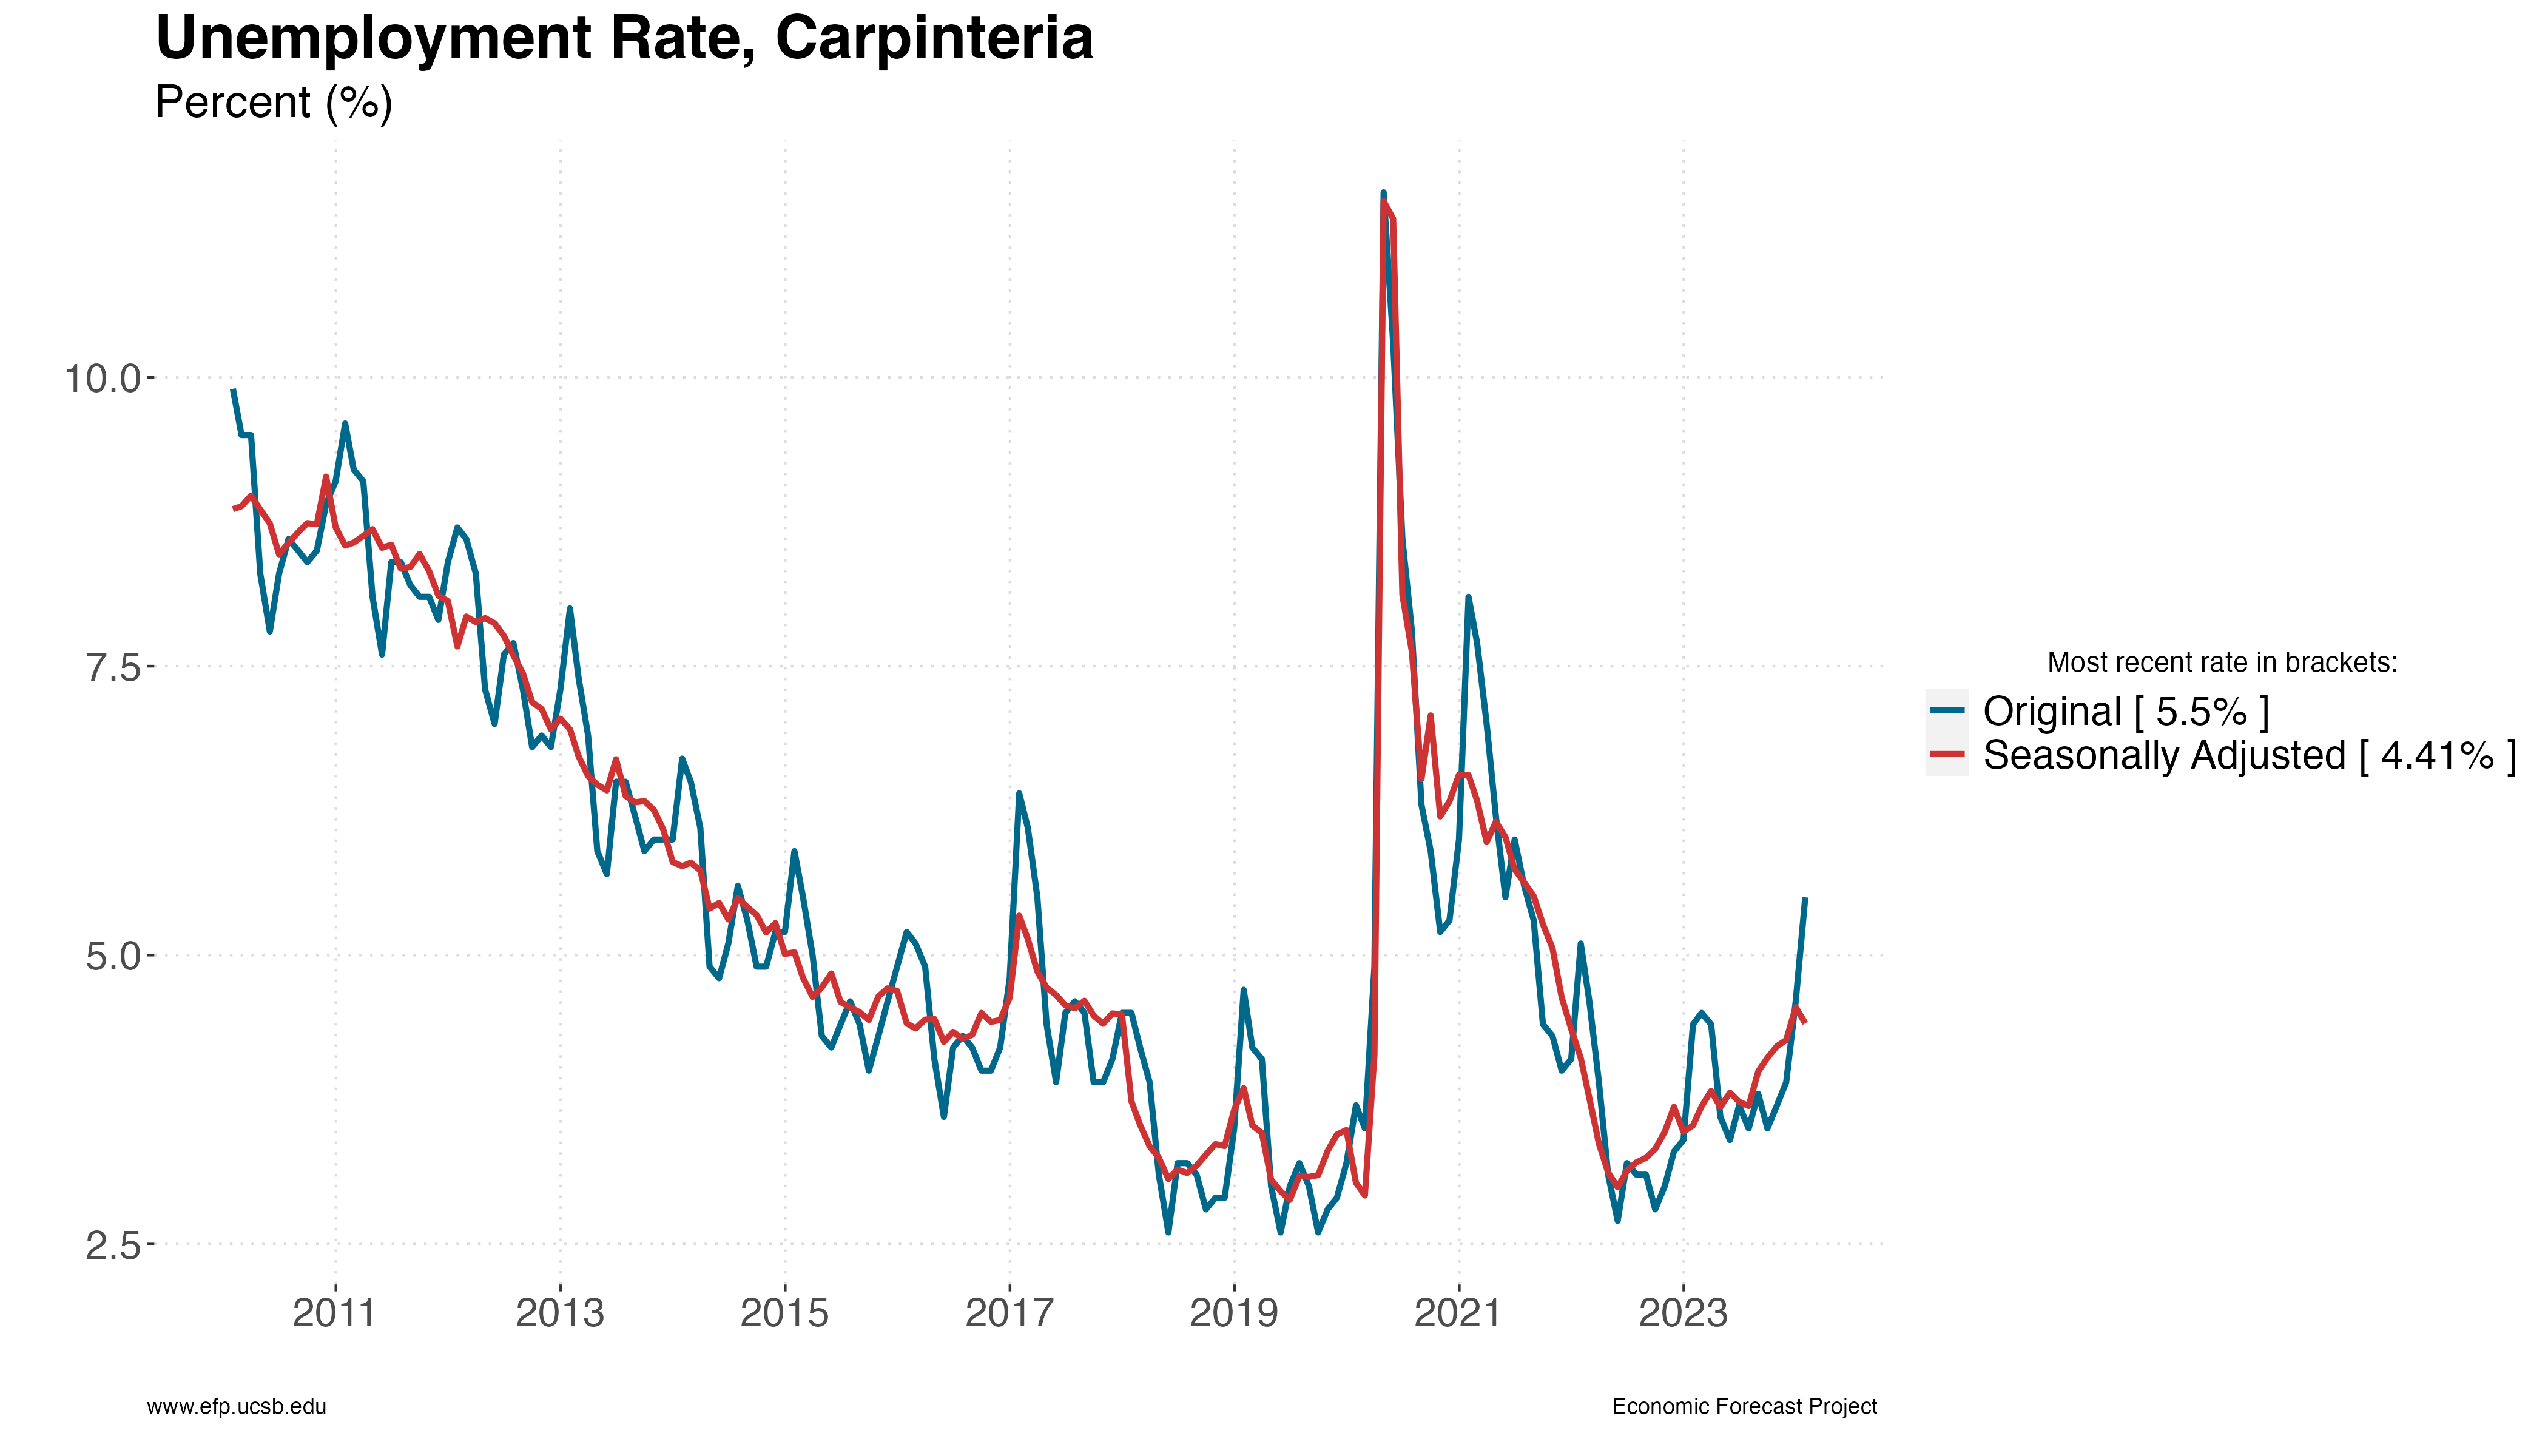 Unemployment Rate, Carpinteria
Percent (%)
10.0
7.5
5.0
2.5
2011 2013 2015 2017 2019 2021 2023
Most recent rate in brackets:
Original [ 5.5% ]
Seasonally Adjusted [ 4.41% ]
www.efp.ucsb.edu
Economic Forecast Project